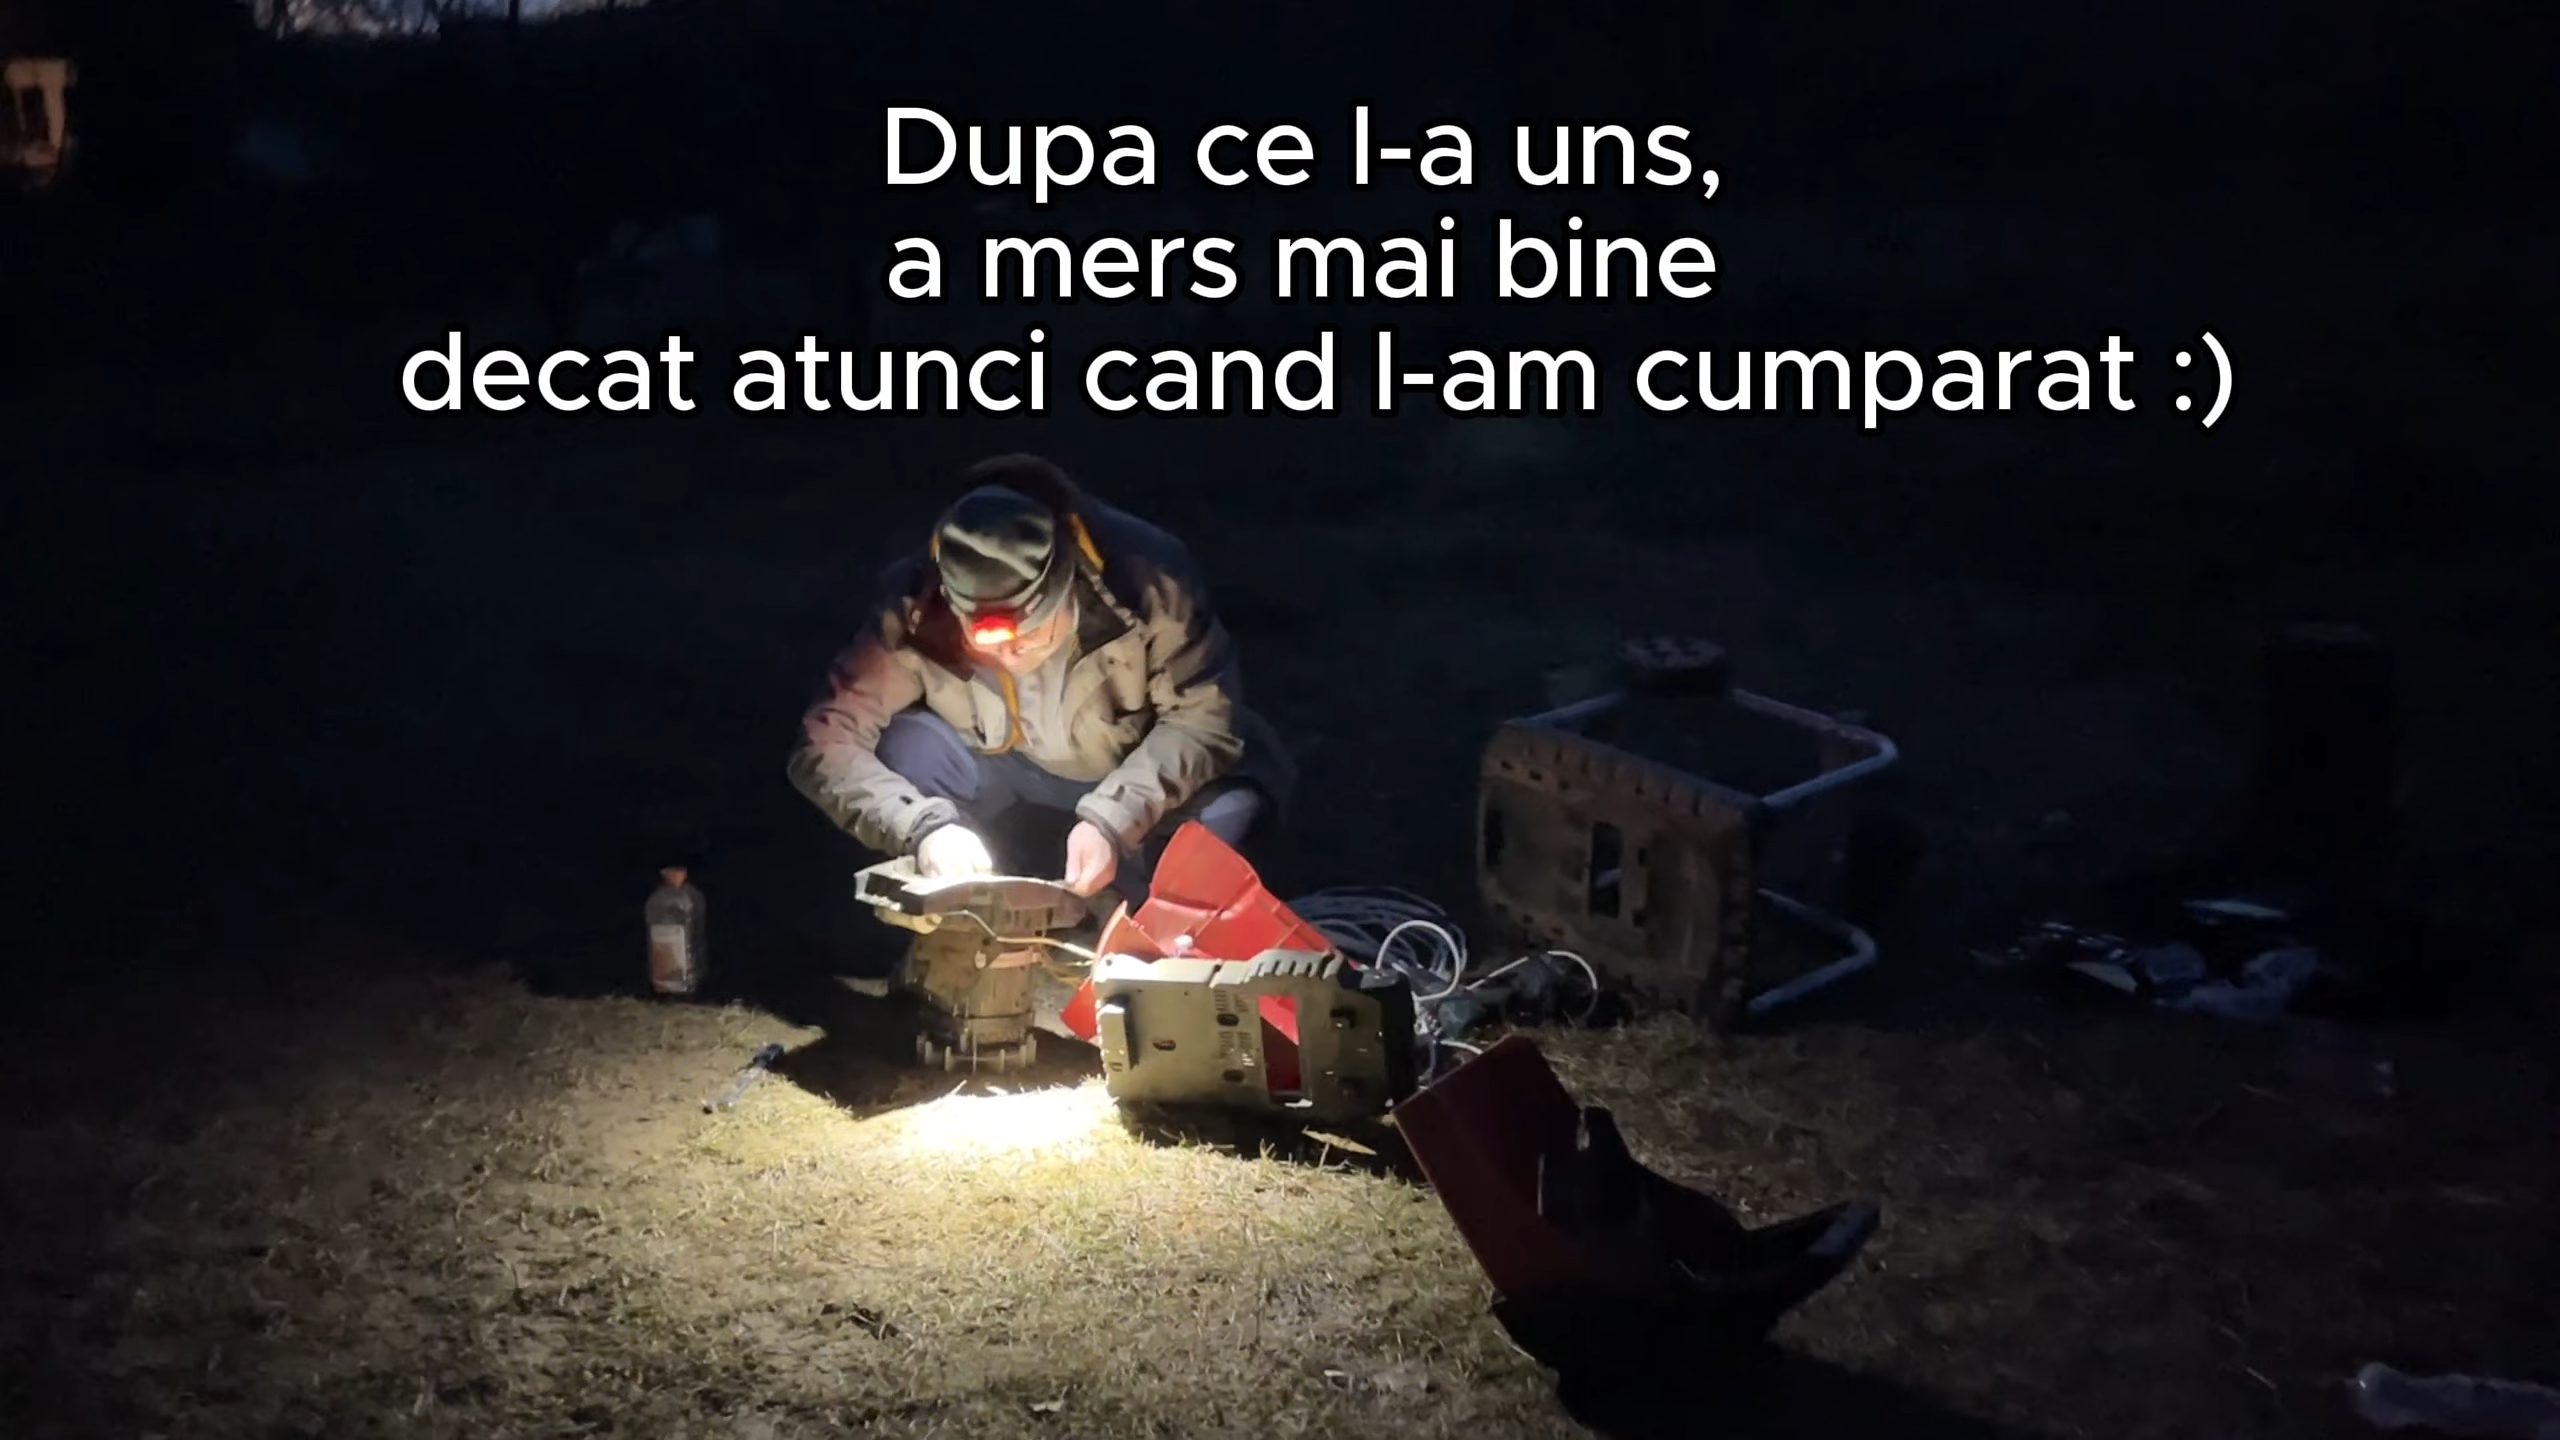 Dupa ce l-a uns,
a mers mai bine
decat atunci cand l-am cumparat :)